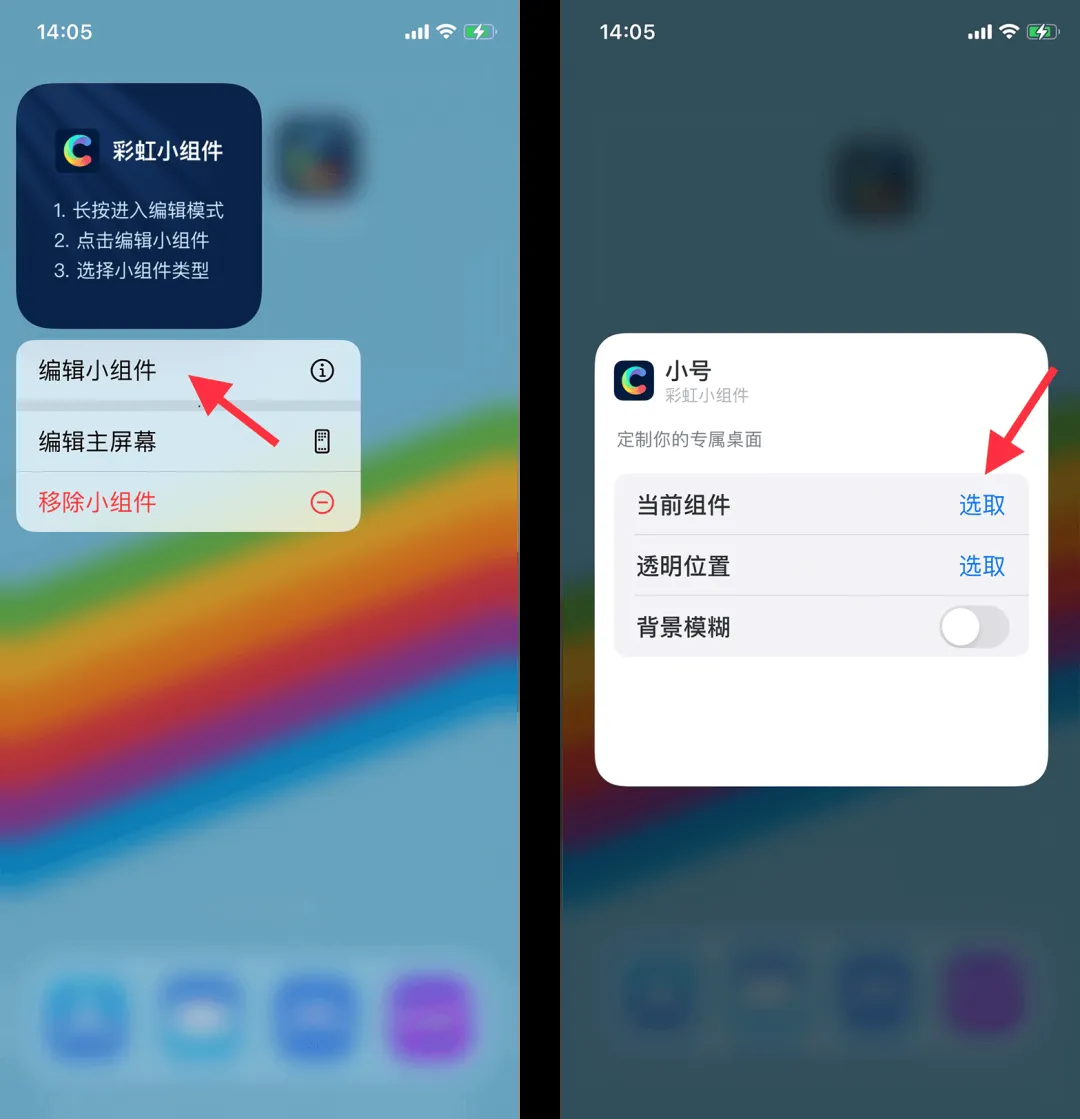 14:05
彩虹小组件
1. 长按进入编辑模式
2. 点击编辑小组件
3. 选择小组件类型
编辑小组件
编辑主屏幕
移除小组件
14:05
小号
彩虹小组件
定制你的专属桌面
当前组件 选取
透明位置 选取
背景模糊